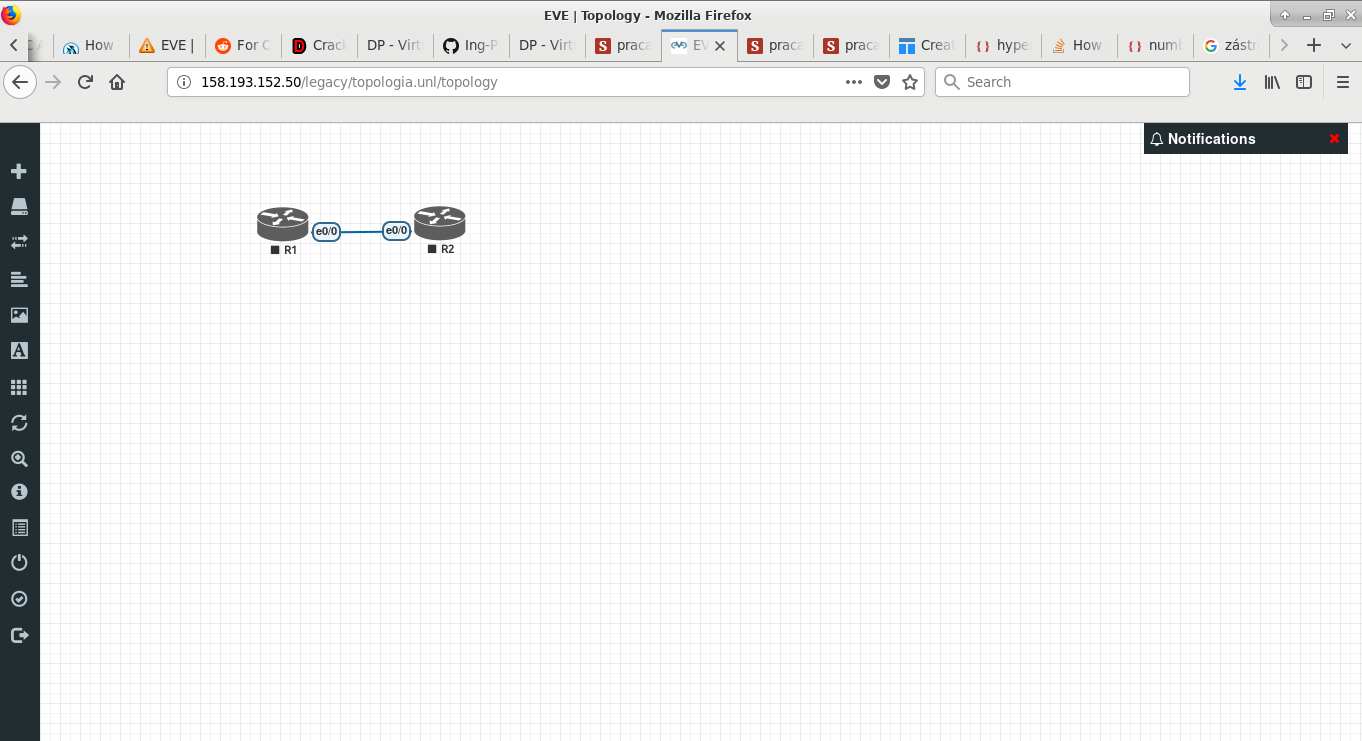 EVE | Topology - Mozilla Firefox
How
EVE |
For C
Crack
DP - Virt
Ing-P
DP - Virt
praca
EV
praca
praca
Creat
hype
How
numb
zástr
158.193.152.50/legacy/topologia.unl/topology
Search
Notifications
e0/0
e0/0
R1
R2